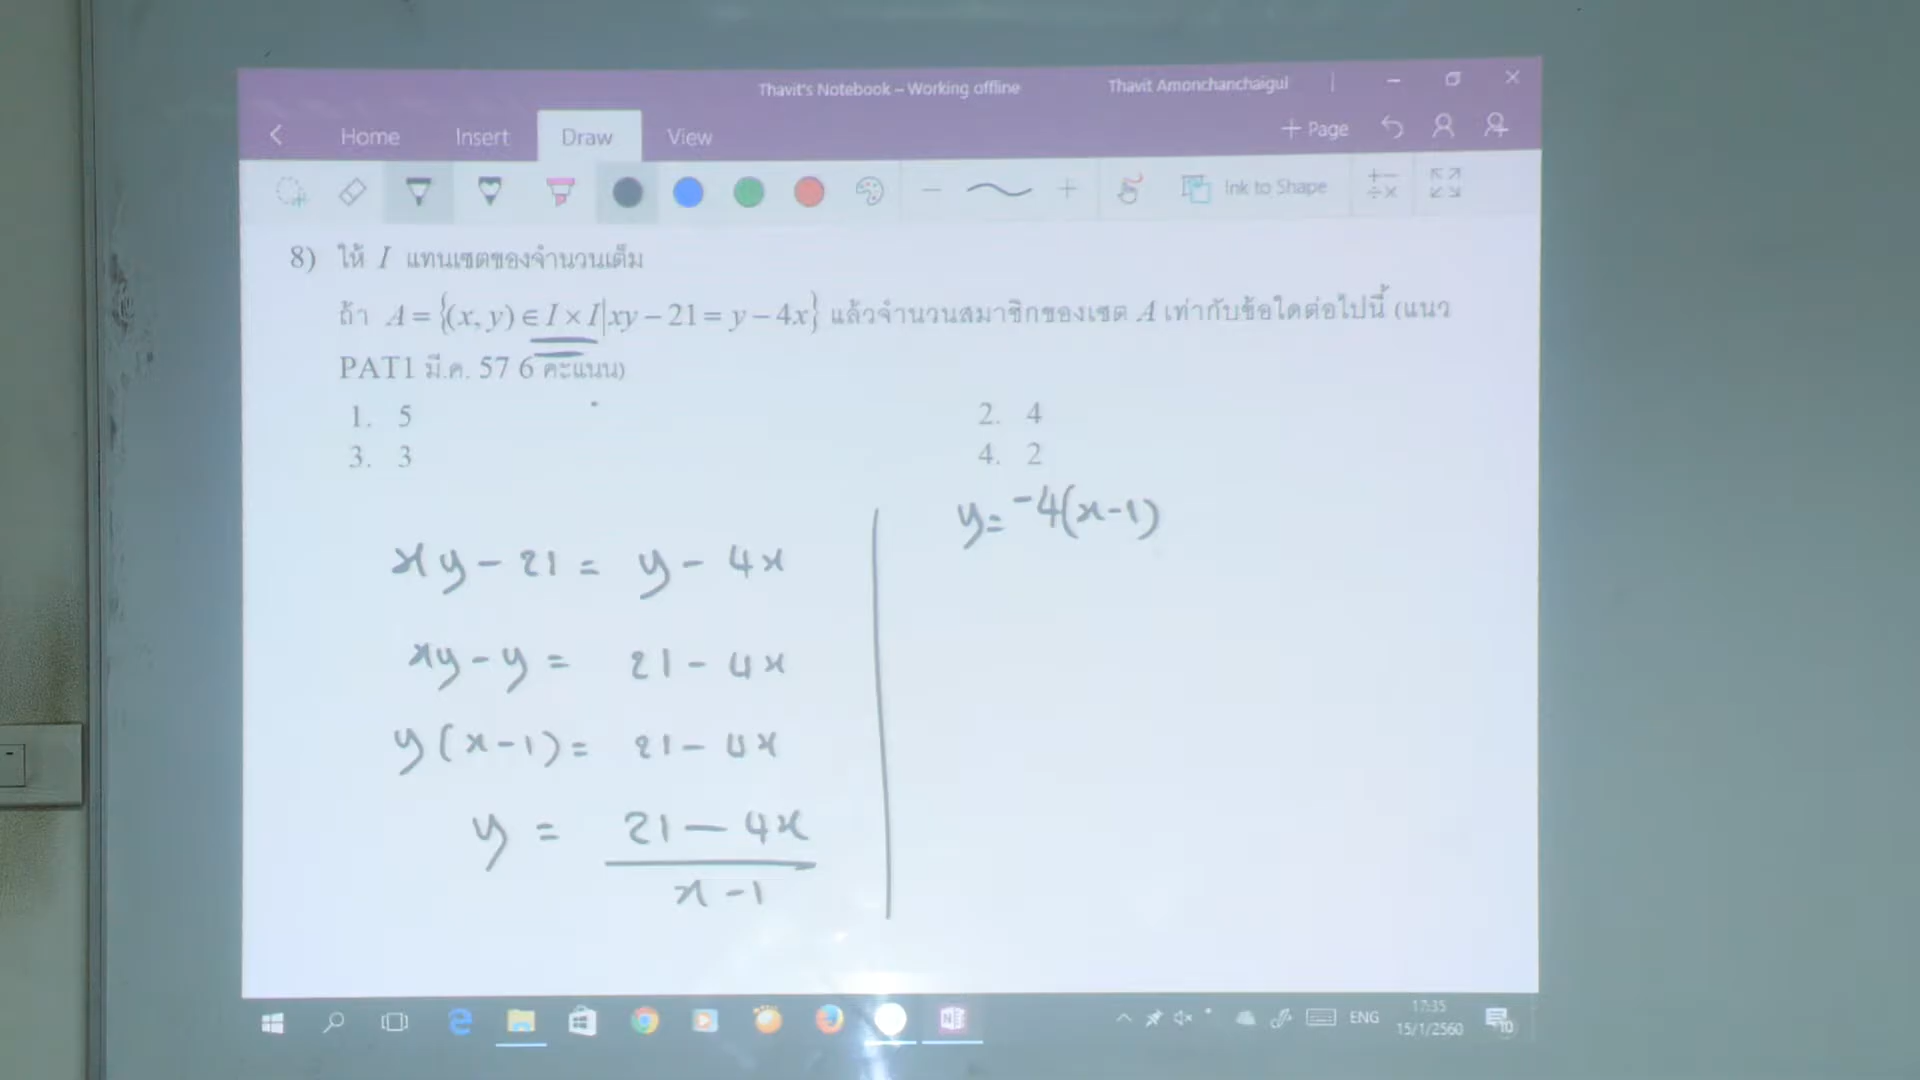 Thavit's Notebook – Working offline
Thavit Amonchanchaigul
Home Insert Draw View
+ Page
Ink to Shape
8) ให้ I แทนเซตของจำนวนเต็ม
ถ้า A = {(x, y) ∈ I × I | xy − 21 = y − 4x} แล้วจำนวนสมาชิกของเซต A เท่ากับข้อใดต่อไปนี้ (แนว
PAT1 มี.ค. 57 6 คะแนน)
1. 5
2. 4
3. 3
4. 2
xy − 21 = y − 4x
xy − y = 21 − 4x
y(x−1) = 21 − 4x
y = (21 − 4x)/(x − 1)
y = −4(x−1)
ENG
17:35
15/1/2560
10